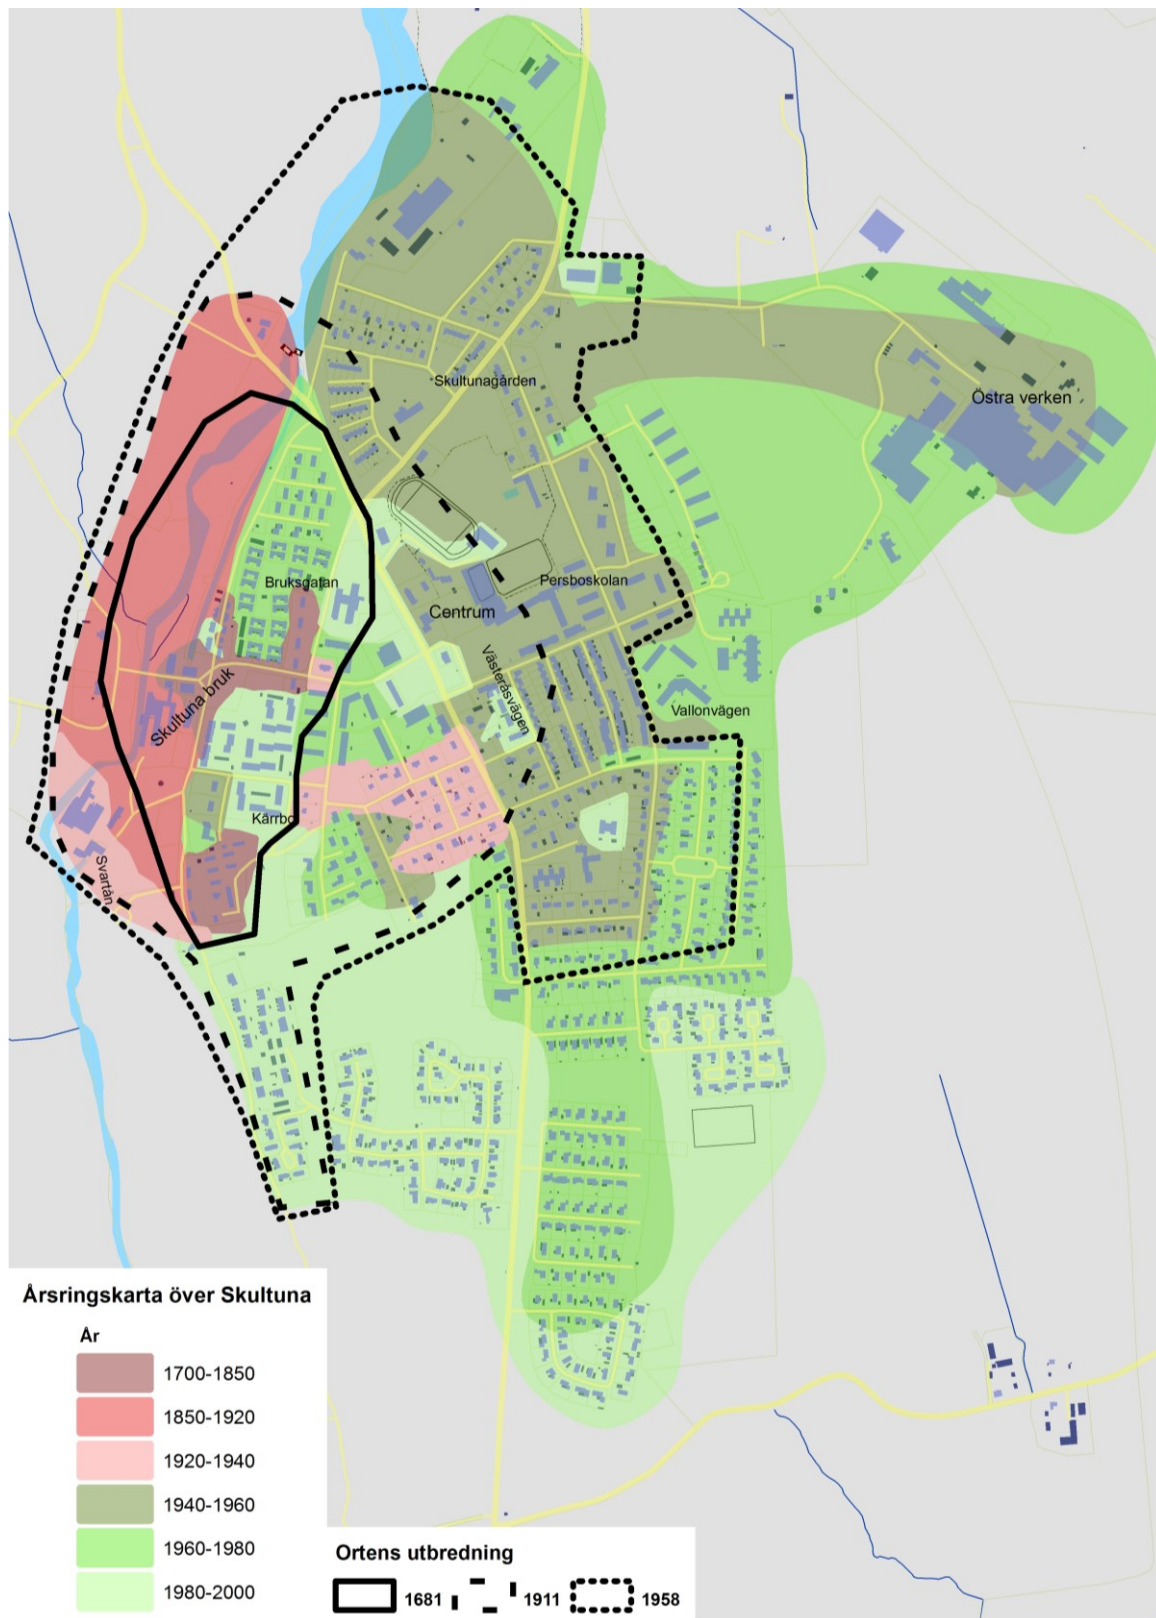 Skultunagården
Östra verken
Bruksgatan
Persboskolan
Centrum
Västeråsvägen
Skultuna bruk
Vallonvägen
Kärrbo
Svartån
Årsringskarta över Skultuna
År
1700-1850
1850-1920
1920-1940
1940-1960
1960-1980
1980-2000
Ortens utbredning
1681 1911 1958